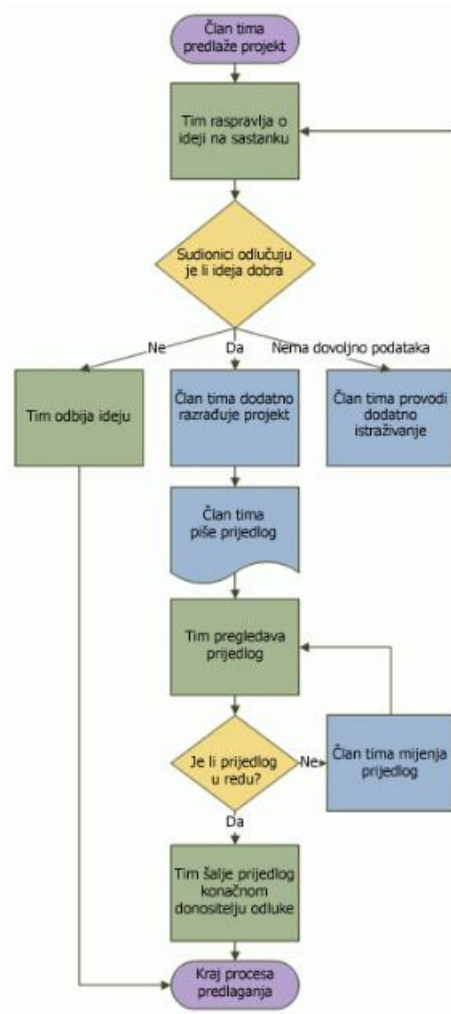 Član tima
predlaže projekt
Tim raspravlja o
ideji na sastanku
Sudionici odlučuju
je li ideja dobra
Ne
Da
Nema dovoljno podataka
Tim odbija ideju
Član tima dodatno
razrađuje projekt
Član tima provodi
dodatno
istraživanje
Član tima
piše prijedlog
Tim pregledava
prijedlog
Je li prijedlog
u redu?
Ne
Član tima mijenja
prijedlog
Da
Tim šalje prijedlog
konačnom
donositelju odluke
Kraj procesa
predlaganja